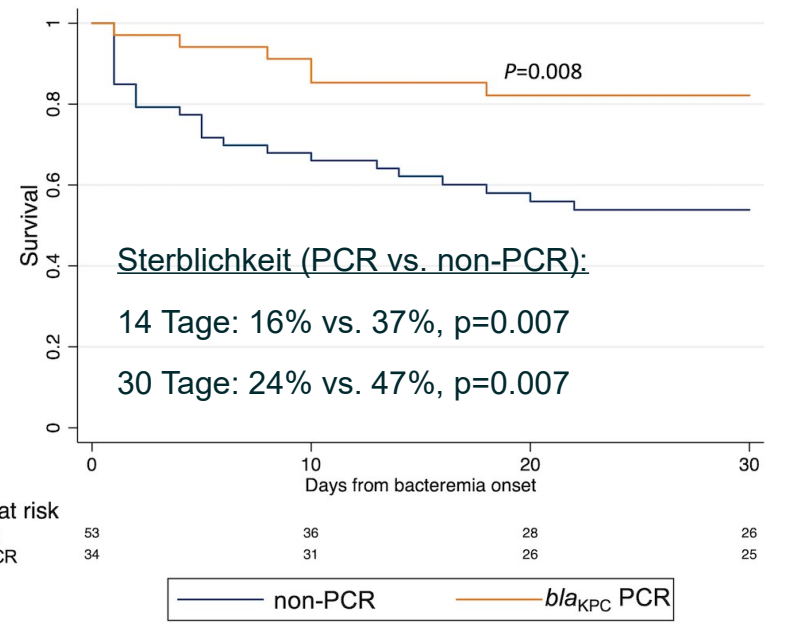 1
0.8
0.6
0.4
0.2
0
Survival
P=0.008
Sterblichkeit (PCR vs. non-PCR):
14 Tage: 16% vs. 37%, p=0.007
30 Tage: 24% vs. 47%, p=0.007
0 10 20 30
Days from bacteremia onset
at risk
53 36 28 26
CR 34 31 26 25
non-PCR blaKPC PCR